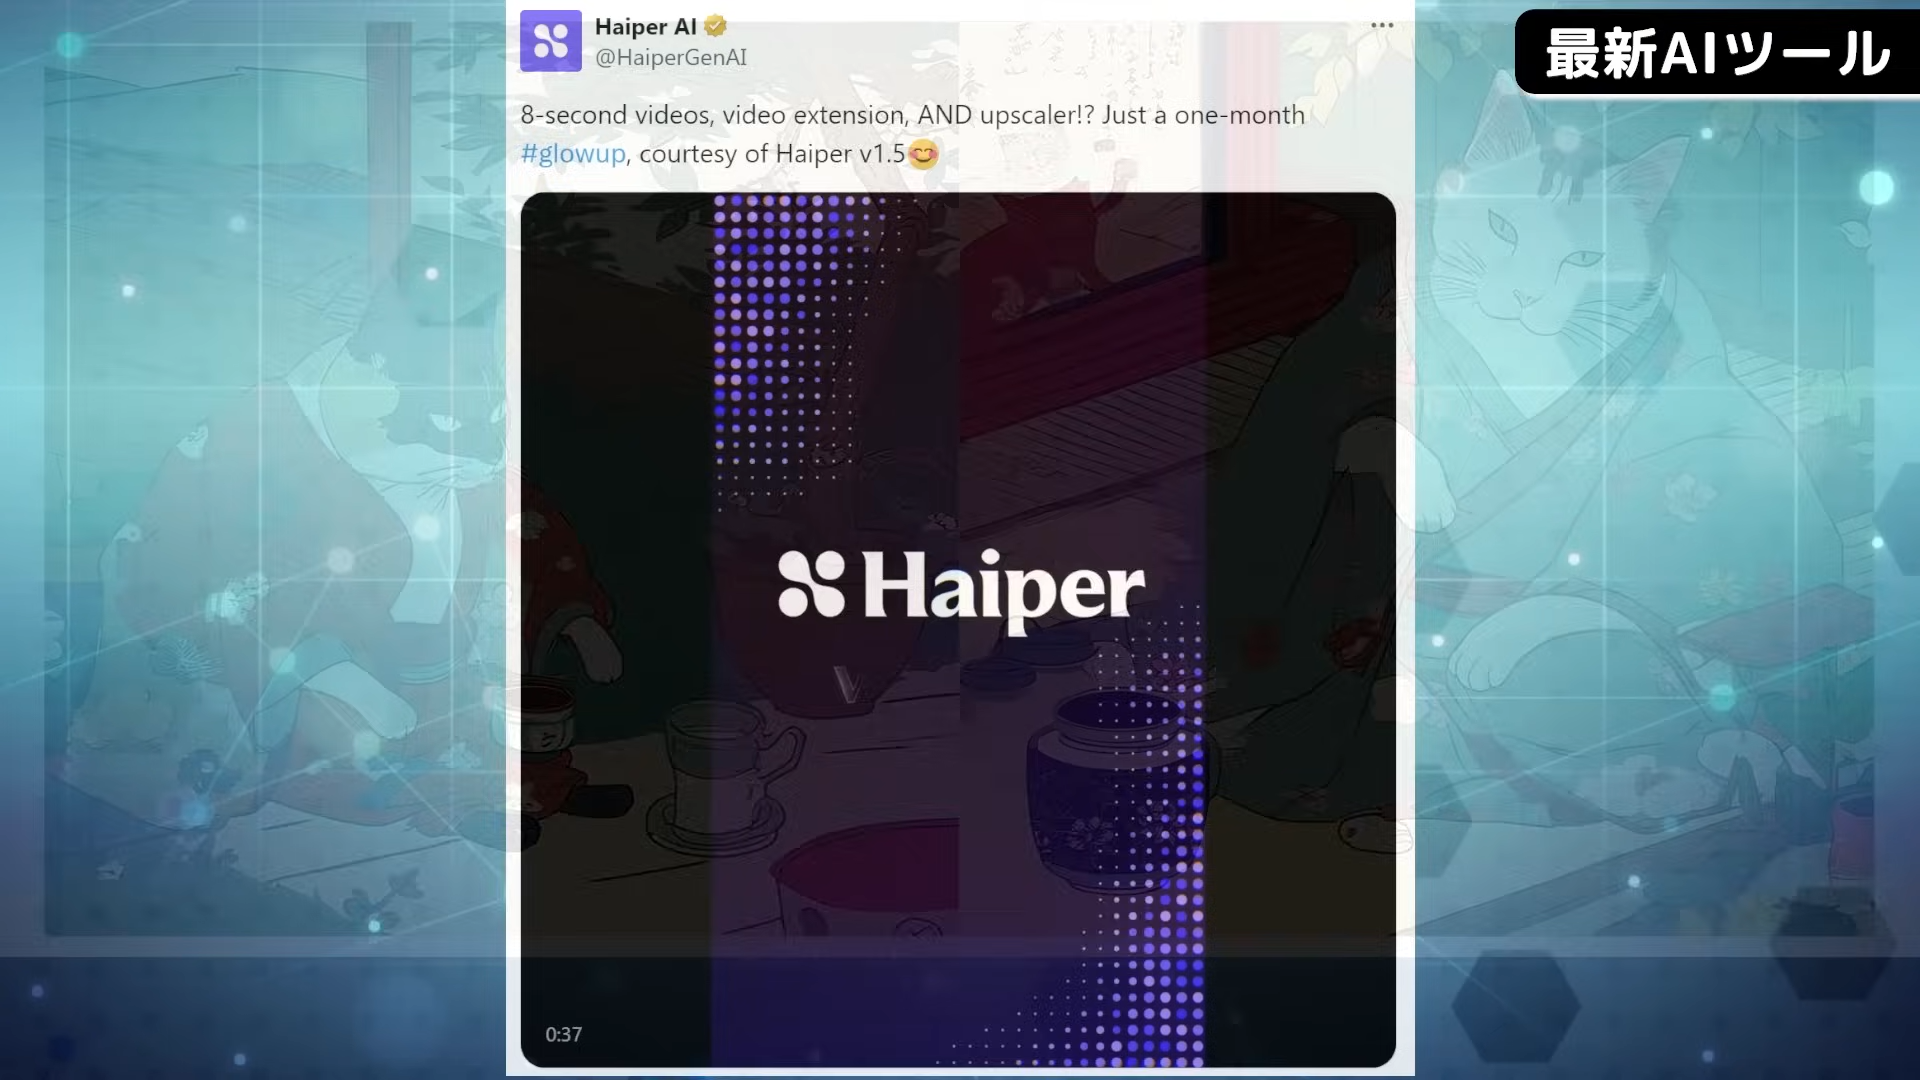 最新AIツール
Haiper AI
@HaiperGenAI
8-second videos, video extension, AND upscaler!? Just a one-month
#glowup, courtesy of Haiper v1.5😊
Haiper
0:37